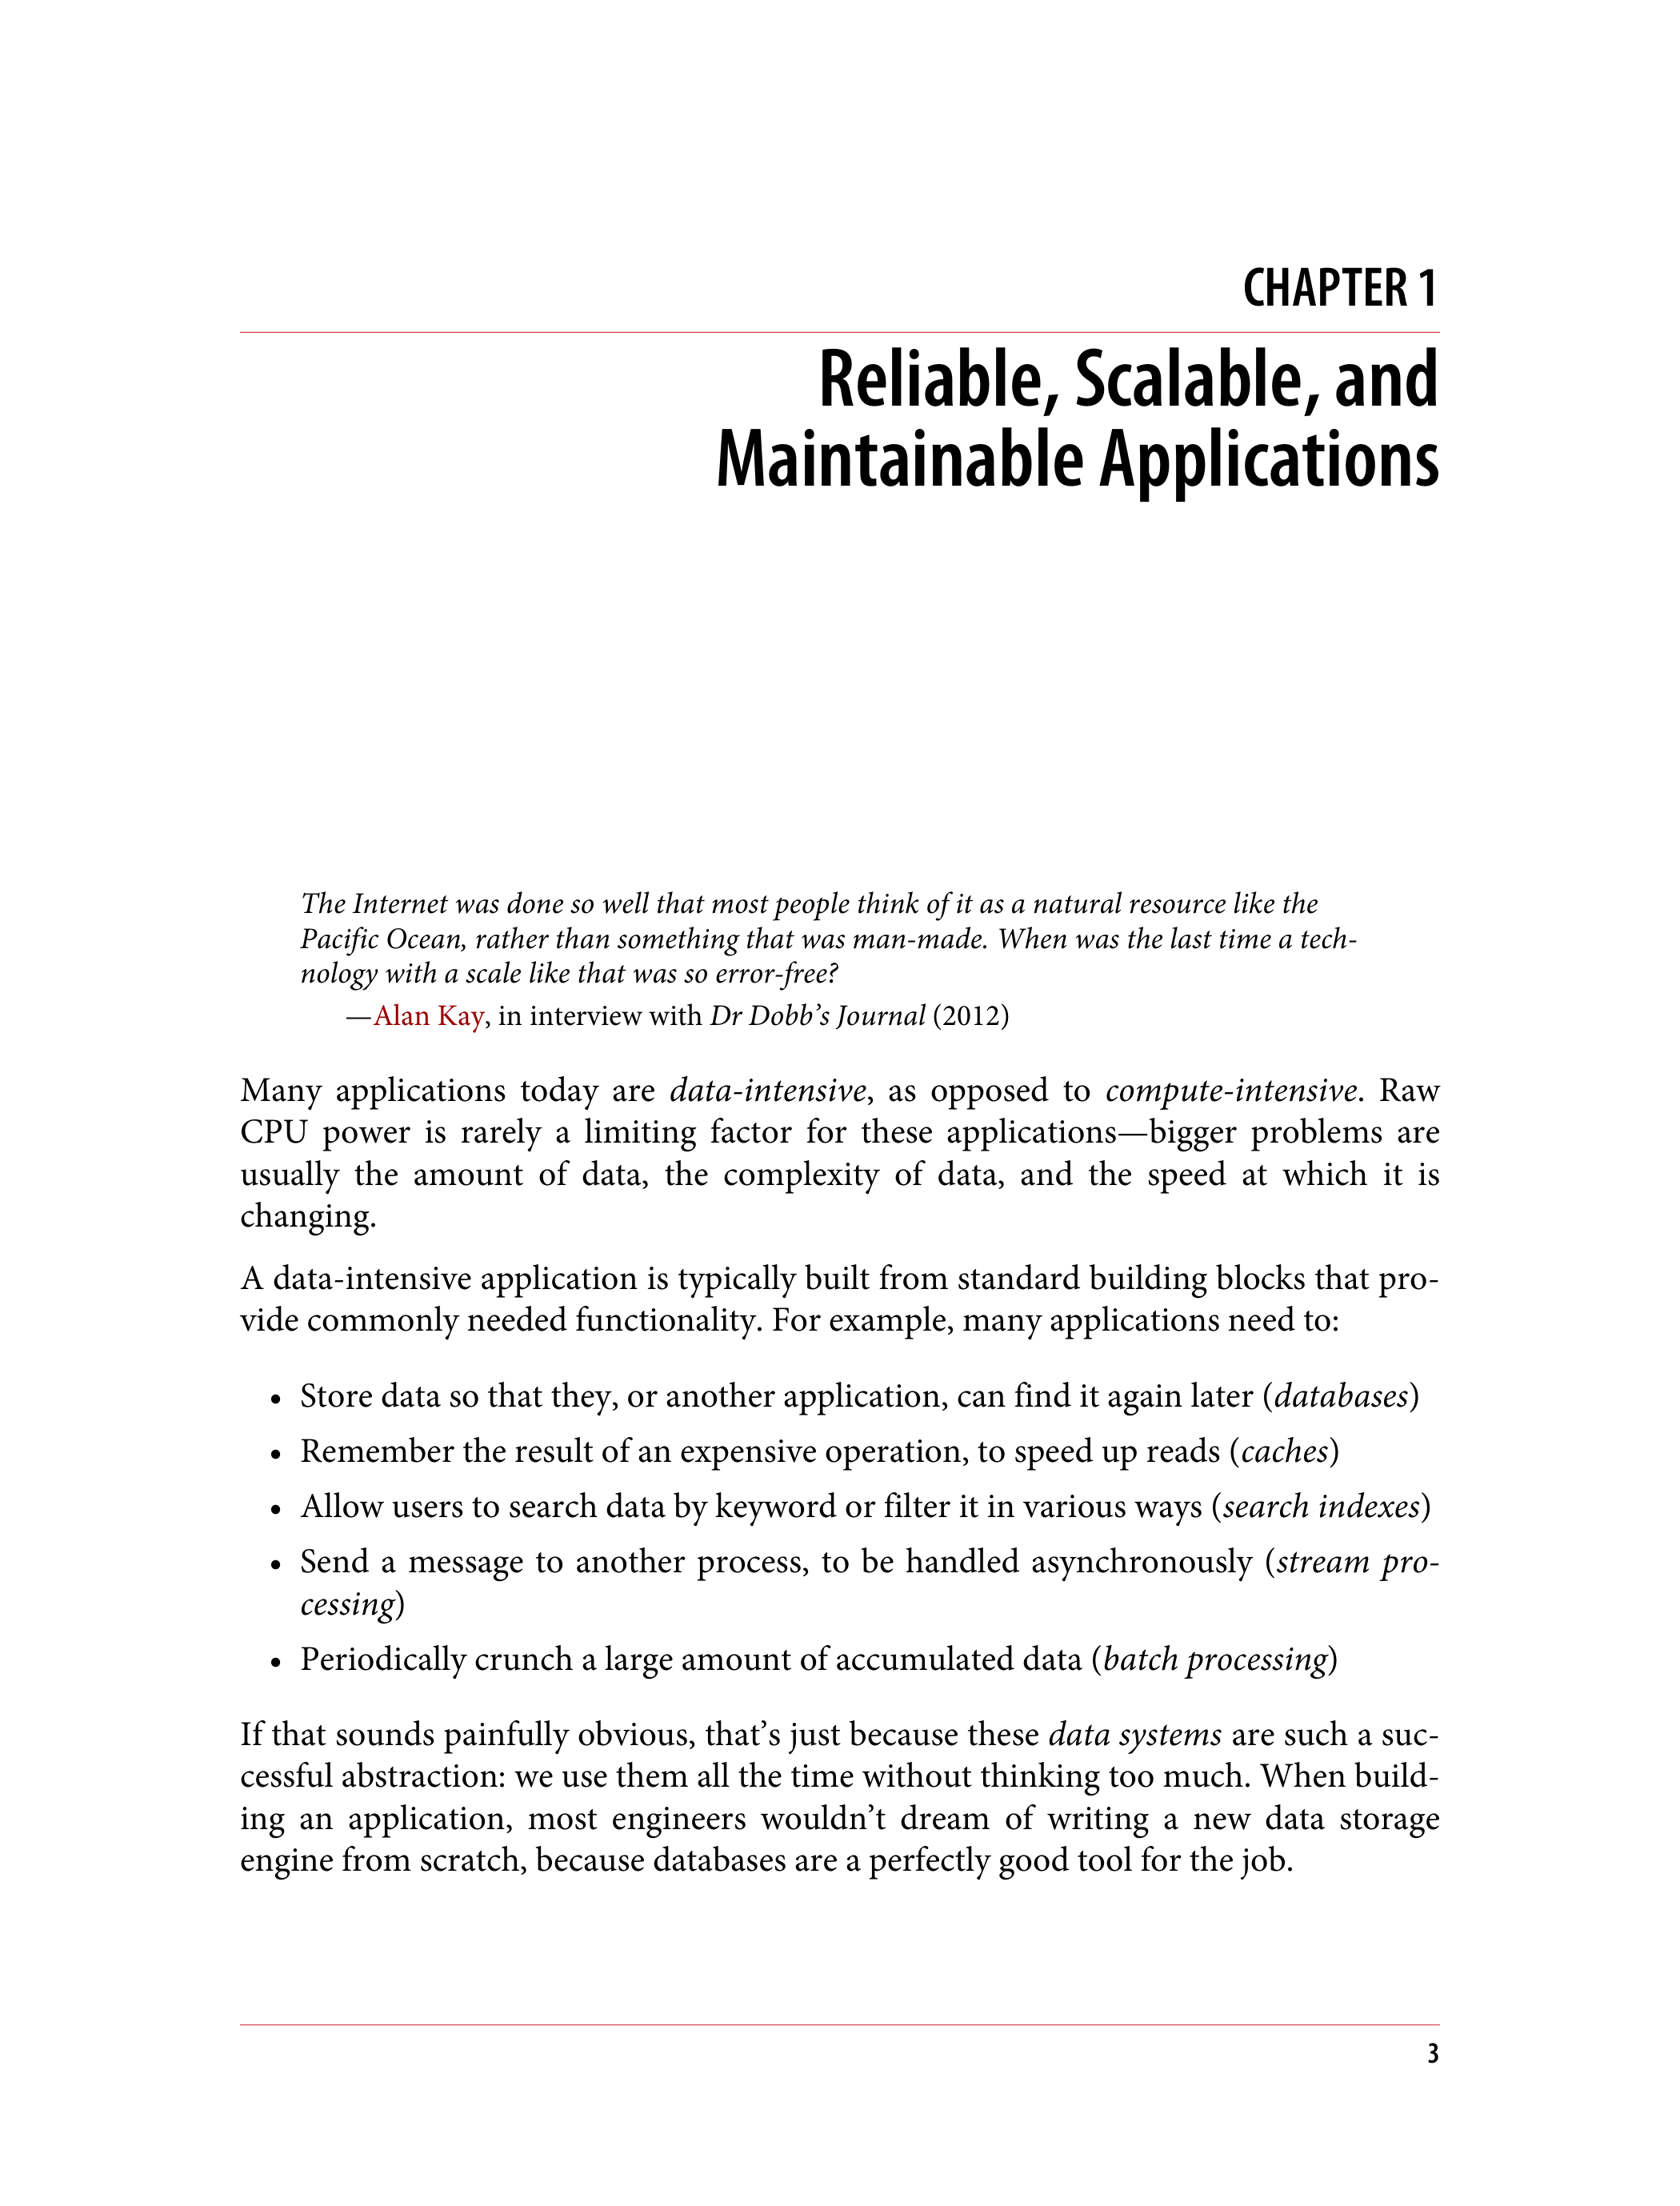 CHAPTER 1
Reliable, Scalable, and
Maintainable Applications
The Internet was done so well that most people think of it as a natural resource like the
Pacific Ocean, rather than something that was man-made. When was the last time a tech-
nology with a scale like that was so error-free?
—Alan Kay, in interview with Dr Dobb’s Journal (2012)
Many applications today are data-intensive, as opposed to compute-intensive. Raw
CPU power is rarely a limiting factor for these applications—bigger problems are
usually the amount of data, the complexity of data, and the speed at which it is
changing.
A data-intensive application is typically built from standard building blocks that pro-
vide commonly needed functionality. For example, many applications need to:
• Store data so that they, or another application, can find it again later (databases)
• Remember the result of an expensive operation, to speed up reads (caches)
• Allow users to search data by keyword or filter it in various ways (search indexes)
• Send a message to another process, to be handled asynchronously (stream pro-
cessing)
• Periodically crunch a large amount of accumulated data (batch processing)
If that sounds painfully obvious, that’s just because these data systems are such a suc-
cessful abstraction: we use them all the time without thinking too much. When build-
ing an application, most engineers wouldn’t dream of writing a new data storage
engine from scratch, because databases are a perfectly good tool for the job.
3